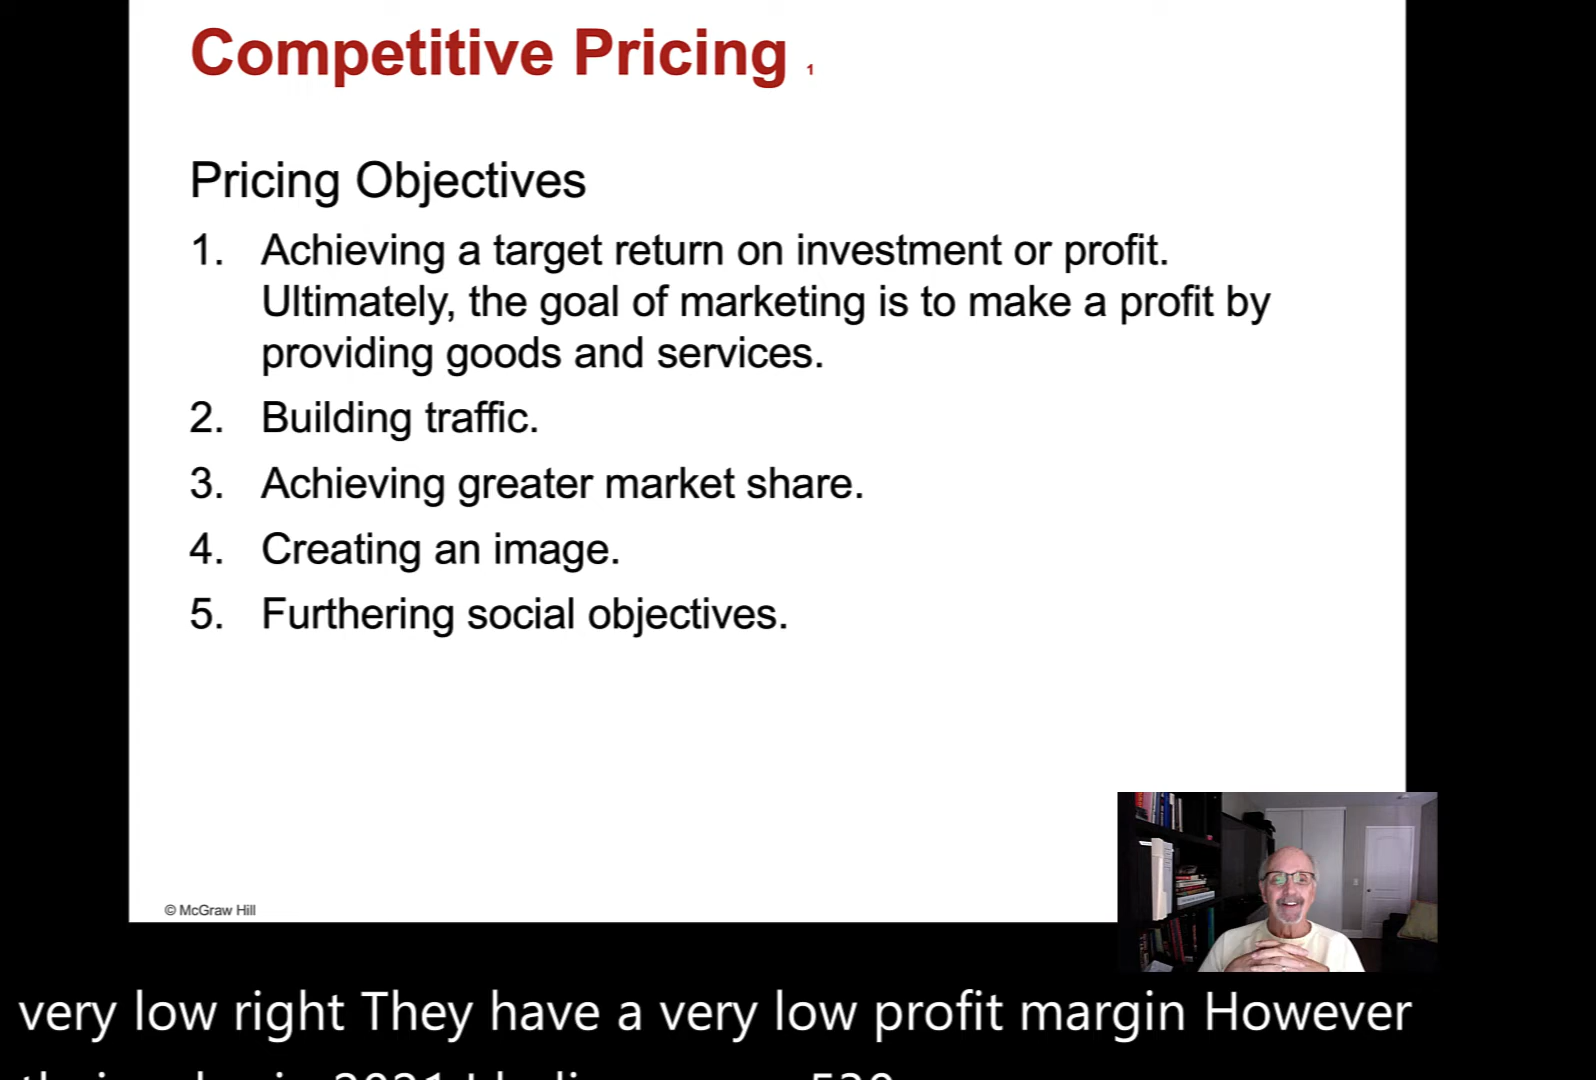 Competitive Pricing 1
Pricing Objectives
1. Achieving a target return on investment or profit.
Ultimately, the goal of marketing is to make a profit by
providing goods and services.
2. Building traffic.
3. Achieving greater market share.
4. Creating an image.
5. Furthering social objectives.
© McGraw Hill
very low right They have a very low profit margin However